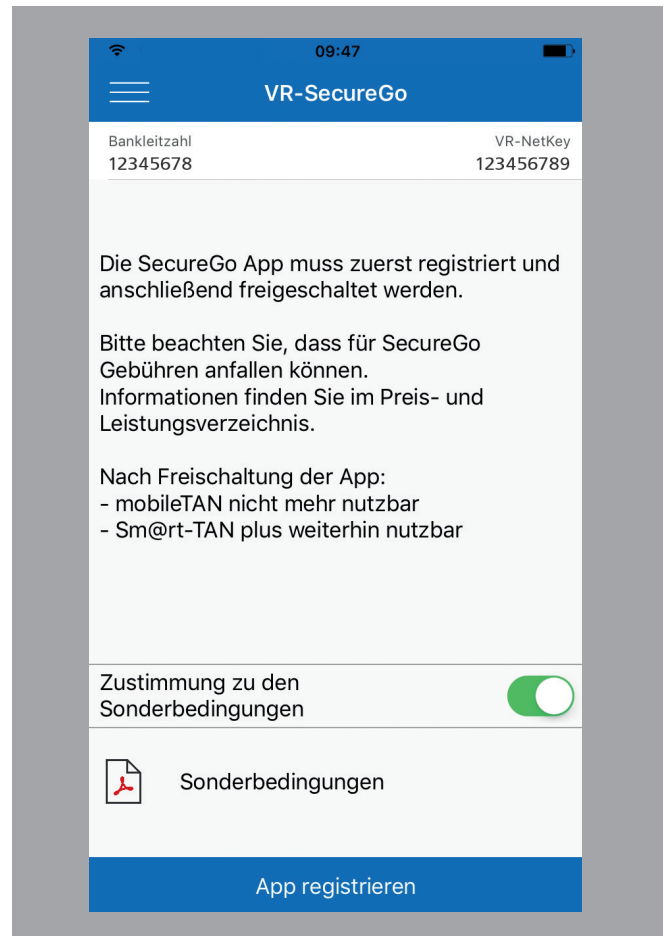 09:47
VR-SecureGo
Bankleitzahl
VR-NetKey
12345678
123456789
Die SecureGo App muss zuerst registriert und
anschließend freigeschaltet werden.
Bitte beachten Sie, dass für SecureGo
Gebühren anfallen können.
Informationen finden Sie im Preis- und
Leistungsverzeichnis.
Nach Freischaltung der App:
- mobileTAN nicht mehr nutzbar
- Sm@rt-TAN plus weiterhin nutzbar
Zustimmung zu den
Sonderbedingungen
Sonderbedingungen
App registrieren